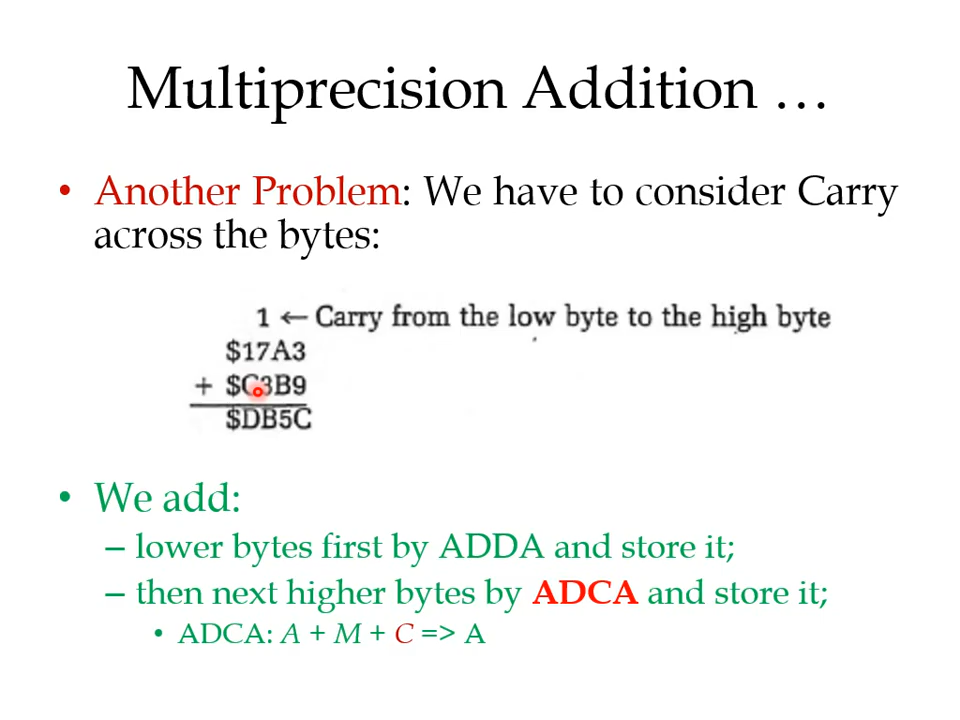 Multiprecision Addition …
• Another Problem: We have to consider Carry
across the bytes:
1 ← Carry from the low byte to the high byte
$17A3
+ $C3B9
$DB5C
• We add:
– lower bytes first by ADDA and store it;
– then next higher bytes by ADCA and store it;
• ADCA: A + M + C => A